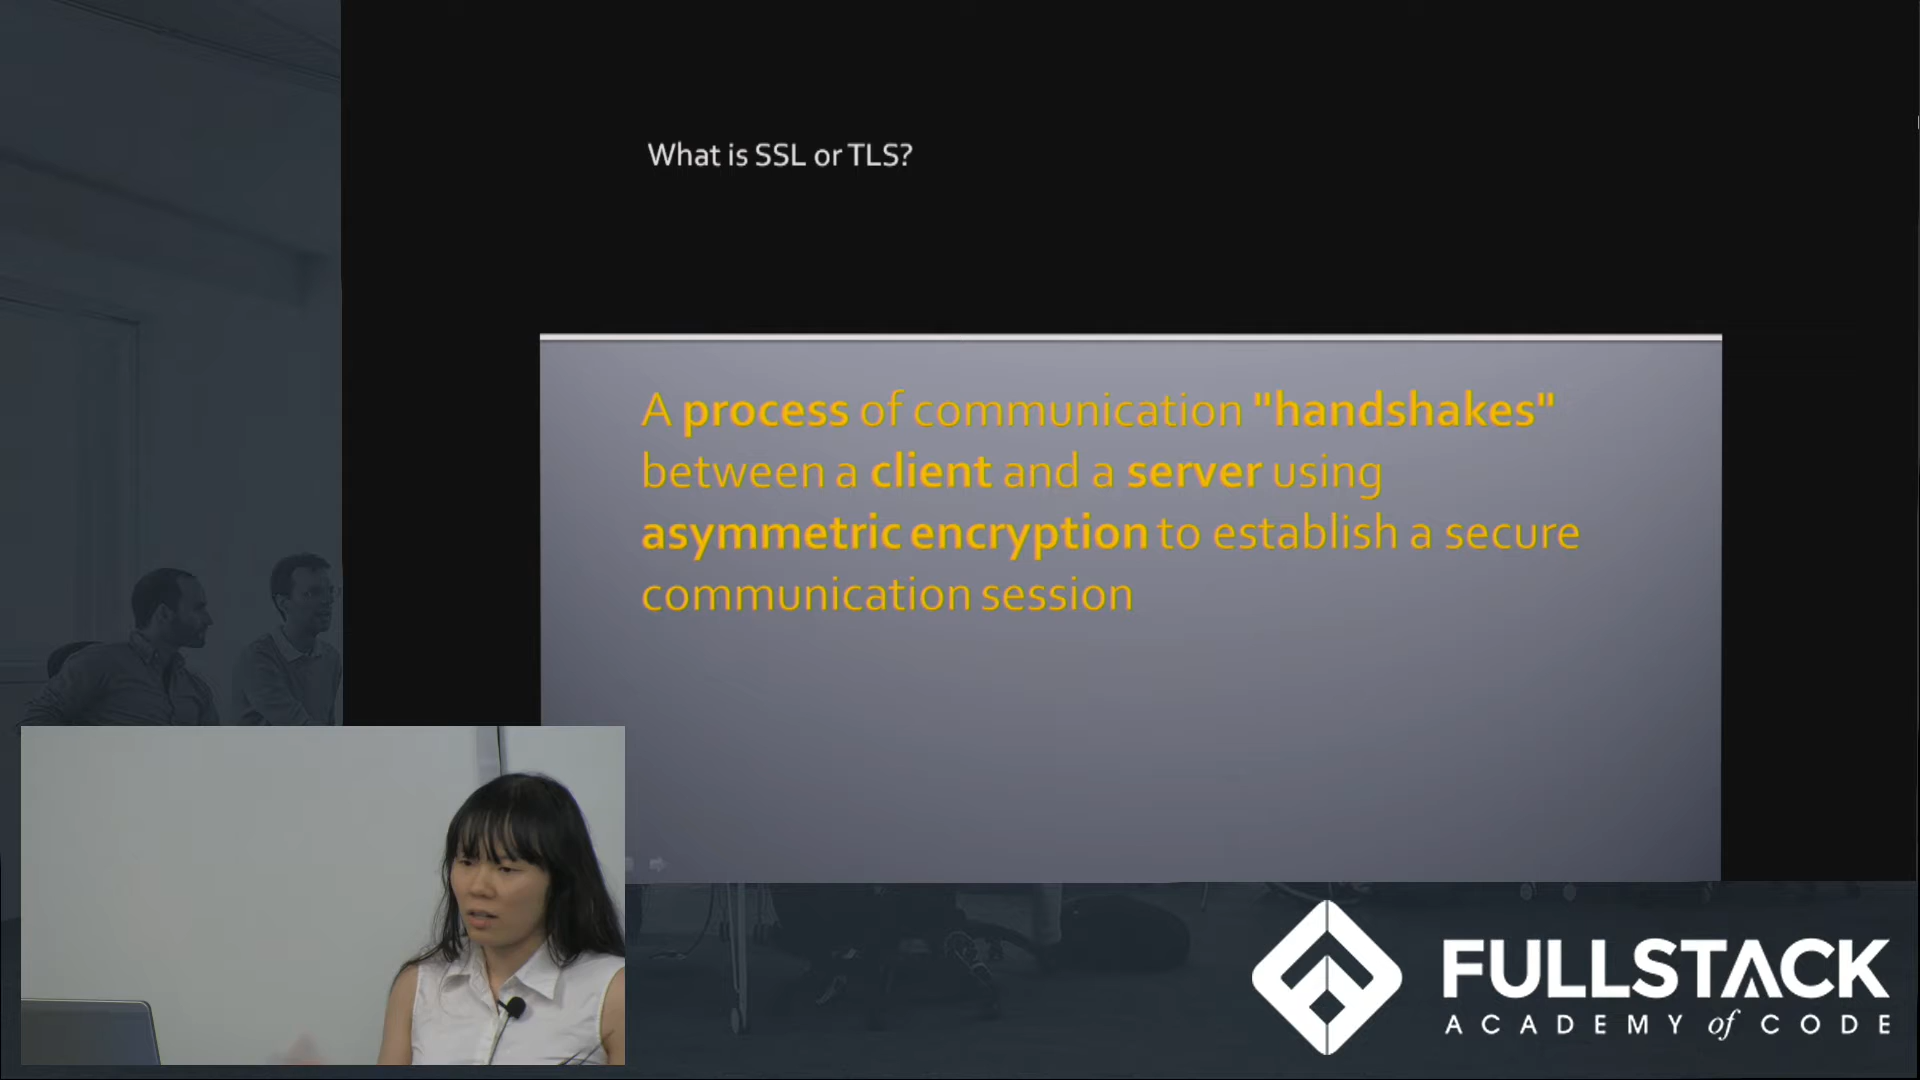 What is SSL or TLS?
A process of communication "handshakes"
between a client and a server using
asymmetric encryption to establish a secure
communication session
FULLSTACK
ACADEMY of CODE